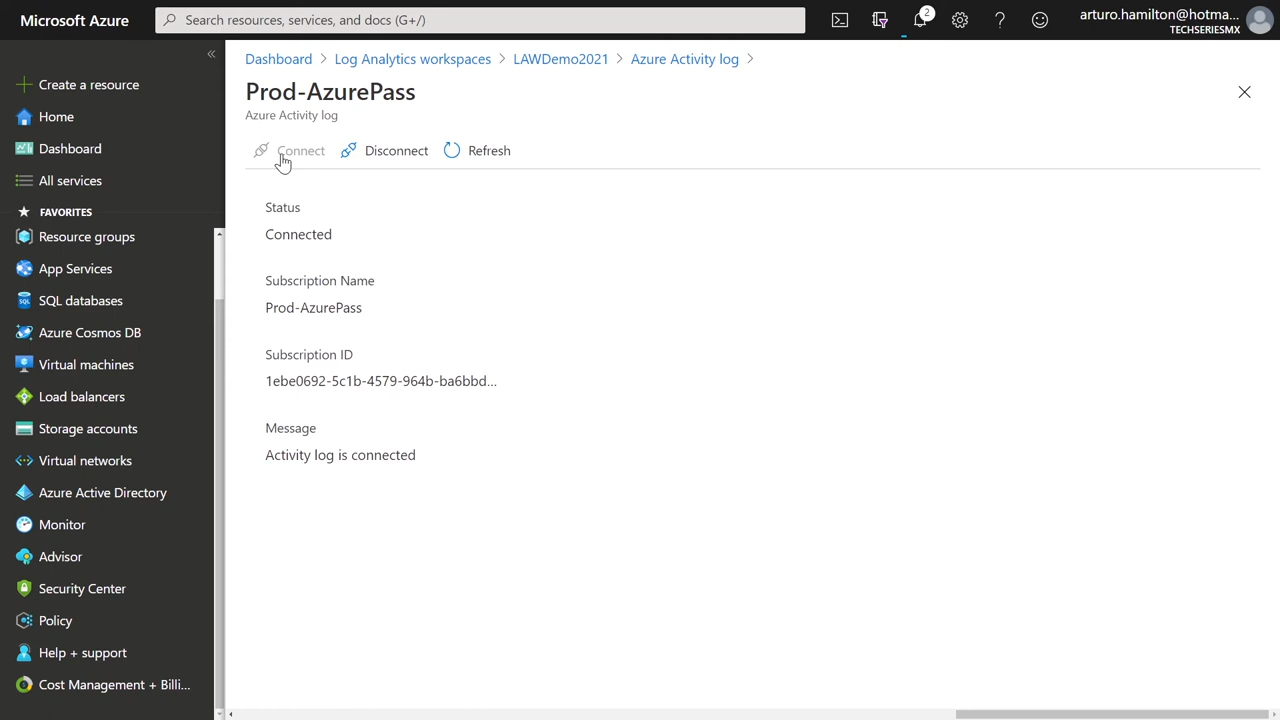 Microsoft Azure
Search resources, services, and docs (G+/)
2
arturo.hamilton@hotma...
TECHSERIESMX
«
Create a resource
Home
Dashboard
All services
FAVORITES
Resource groups
App Services
SQL databases
Azure Cosmos DB
Virtual machines
Load balancers
Storage accounts
Virtual networks
Azure Active Directory
Monitor
Advisor
Security Center
Policy
Help + support
Cost Management + Billi...
Dashboard > Log Analytics workspaces > LAWDemo2021 > Azure Activity log >
Prod-AzurePass
Azure Activity log
Connect Disconnect Refresh
Status
Connected
Subscription Name
Prod-AzurePass
Subscription ID
1ebe0692-5c1b-4579-964b-ba6bbd...
Message
Activity log is connected